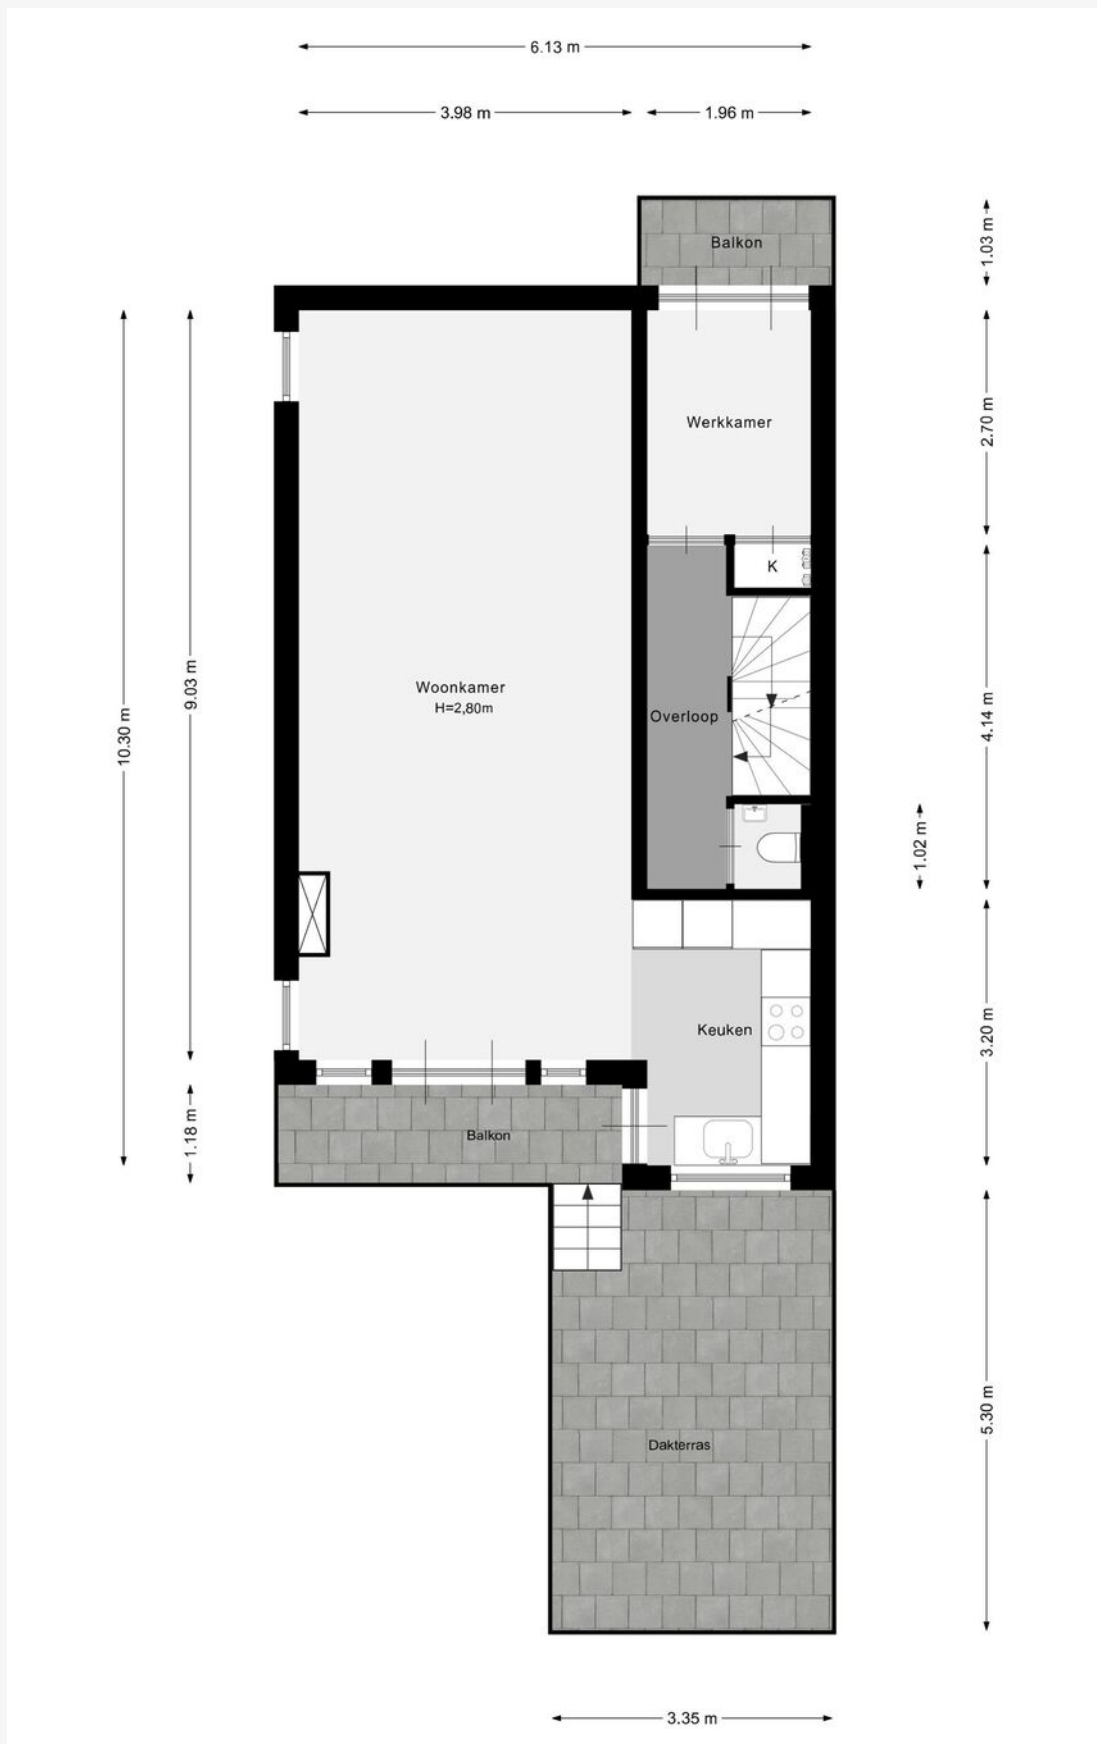 6.13 m
3.98 m
1.96 m
Balkon
1.03 m
Werkkamer
2.70 m
K
Woonkamer
H=2,80m
Overloop
9.03 m
10.30 m
4.14 m
1.02 m
Keuken
3.20 m
Balkon
1.18 m
Dakterras
5.30 m
3.35 m